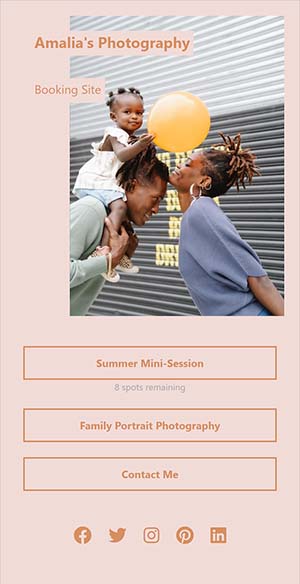 Amalia's Photography
Booking Site
Summer Mini-Session
8 spots remaining
Family Portrait Photography
Contact Me